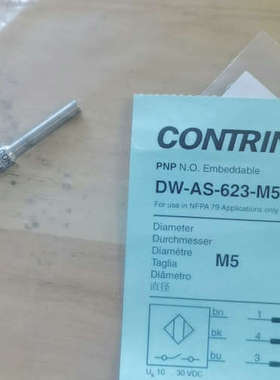 CONTRIN
PNP N.O. Embeddable
DW-AS-623-M5
For use in NFPA 79 Applications only
Diameter
Durchmesser
Diamètre
Taglia
Diámetro
直径
M5
bn 1
bk 4
bu 3
UB 10 ... 30 VDC